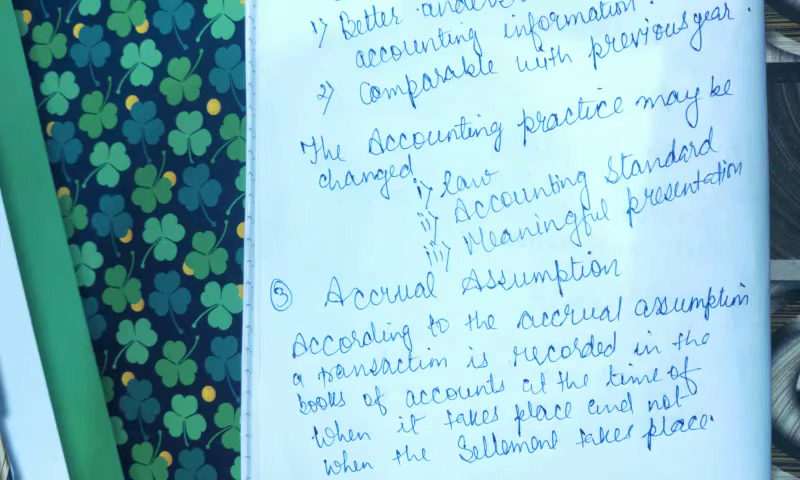 1) Better
accounting information.
2) Comparable with previous year.
The Accounting practice may be
changed
i) Law
ii) Accounting Standard
iii) Meaningful presentation
③ Accrual Assumption
According to the accrual assumption
a transaction is recorded in the
books of accounts at the time of
when it takes place and not
when the Settlement takes place.